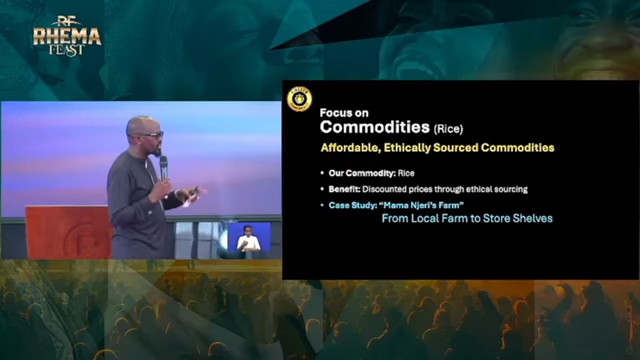 RF
RHEMA
FEAST
Focus on
Commodities (Rice)
Affordable, Ethically Sourced Commodities
• Our Commodity: Rice
• Benefit: Discounted prices through ethical sourcing
• Case Study: “Mama Njeri’s Farm”
From Local Farm to Store Shelves